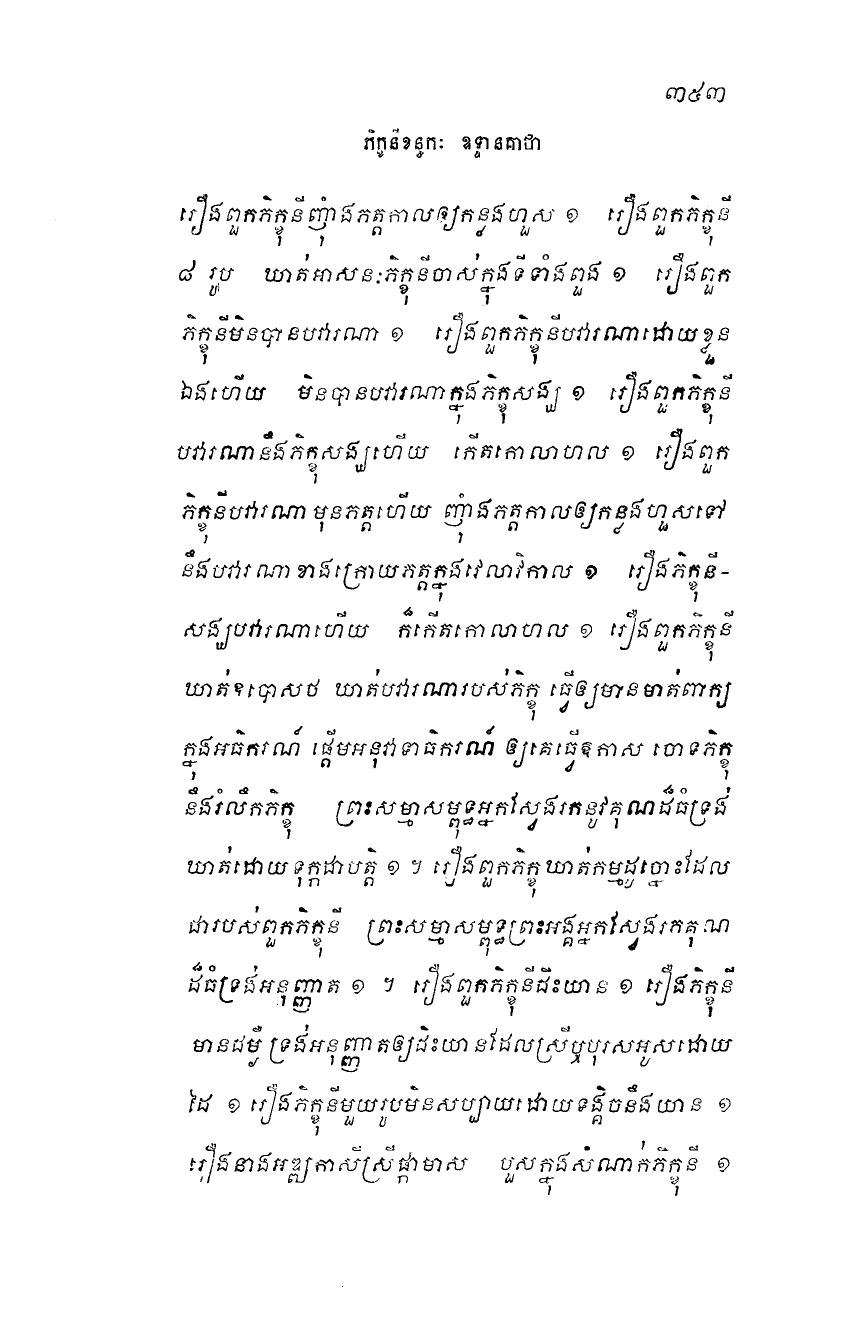 ៣៥៣
ភិក្ខុនីខន្ធកៈ ឧទ្ទានគាថា
រឿងពួកភិក្ខុនីញុំាងភត្តកាលឲ្យកន្លងហួស ១ រឿងពួកភិក្ខុនី
៨ រូប ឃាត់អាសនៈភិក្ខុនីចាស់ក្នុងទីទាំងពួង ១ រឿងពួក
ភិក្ខុនីមិនបានបវារណា ១ រឿងពួកភិក្ខុនីបវារណាដោយខ្លួន
ឯងហើយ មិនបានបវារណាក្នុងភិក្ខុសង្ឃ ១ រឿងពួកភិក្ខុនី
បវារណានឹងភិក្ខុសង្ឃហើយ កើតកោលាហល ១ រឿងពួក
ភិក្ខុនីបវារណាមុនភត្តហើយ ញុំាងភត្តកាលឲ្យកន្លងហួសទៅ
នឹងបវារណាខាងក្រោយភត្តក្នុងវេលាវិកាល ១ រឿងភិក្ខុនី-
សង្ឃបវារណាហើយ ក៏កើតកោលាហល ១ រឿងពួកភិក្ខុនី
ឃាត់ឧបោសថ ឃាត់បវារណារបស់ភិក្ខុ ធ្វើឲ្យមានមាត់ពាក្យ
ក្នុងអធិករណ៍ ផ្តើមអនុវាទាធិករណ៍ ឲ្យគេធ្វើឱកាស ចោទភិក្ខុ
នឹងរំលឹកភិក្ខុ ព្រះសម្មាសម្ពុទ្ធអ្នកស្វែងរកនូវគុណដ៏ធំទ្រង់
ឃាត់ដោយទុក្កដាបត្តិ ១ ។ រឿងពួកភិក្ខុឃាត់កម្មដូច្នោះដែល
ជារបស់ពួកភិក្ខុនី ព្រះសម្មាសម្ពុទ្ធព្រះអង្គអ្នកស្វែងរកគុណ
ដ៏ធំទ្រង់អនុញ្ញាត ១ ។ រឿងពួកភិក្ខុនីជិះយាន ១ រឿងភិក្ខុនី
មានជម្ងឺ ទ្រង់អនុញ្ញាតឲ្យជិះយានដែលស្រីឬបុរសអូសដោយ
ដៃ ១ រឿងភិក្ខុនីមួយរូបមិនសប្បាយដោយទង្គិចនឹងយាន ១
រឿងនាងអឌ្ឍកាសីស្រីផ្កាមាស បួសក្នុងសំណាក់ភិក្ខុនី ១